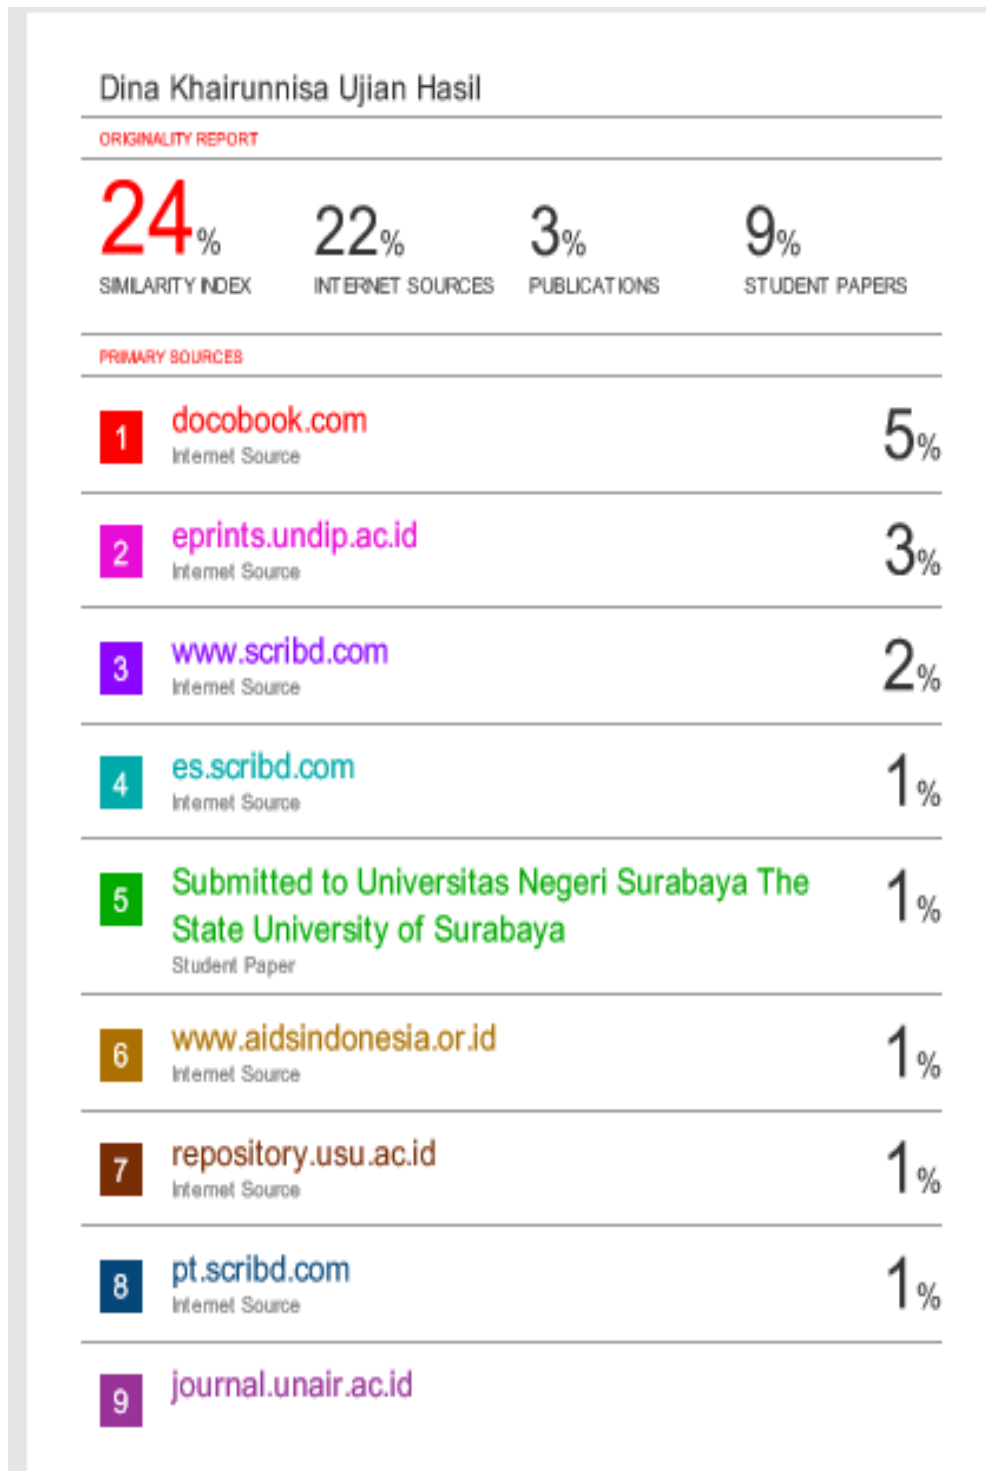 Dina Khairunnisa Ujian Hasil
ORIGINALITY REPORT
24% 22% 3% 9%
SIMILARITY INDEX INTERNET SOURCES PUBLICATIONS STUDENT PAPERS
PRIMARY SOURCES
1 docobook.com 5%
Internet Source
2 eprints.undip.ac.id 3%
Internet Source
3 www.scribd.com 2%
Internet Source
4 es.scribd.com 1%
Internet Source
5 Submitted to Universitas Negeri Surabaya The 1%
State University of Surabaya
Student Paper
6 www.aidsindonesia.or.id 1%
Internet Source
7 repository.usu.ac.id 1%
Internet Source
8 pt.scribd.com 1%
Internet Source
9 journal.unair.ac.id